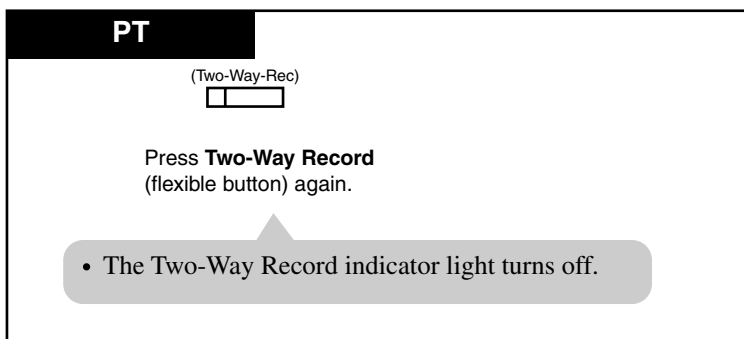 PT
(Two-Way-Rec)
Press Two-Way Record
(flexible button) again.
• The Two-Way Record indicator light turns off.